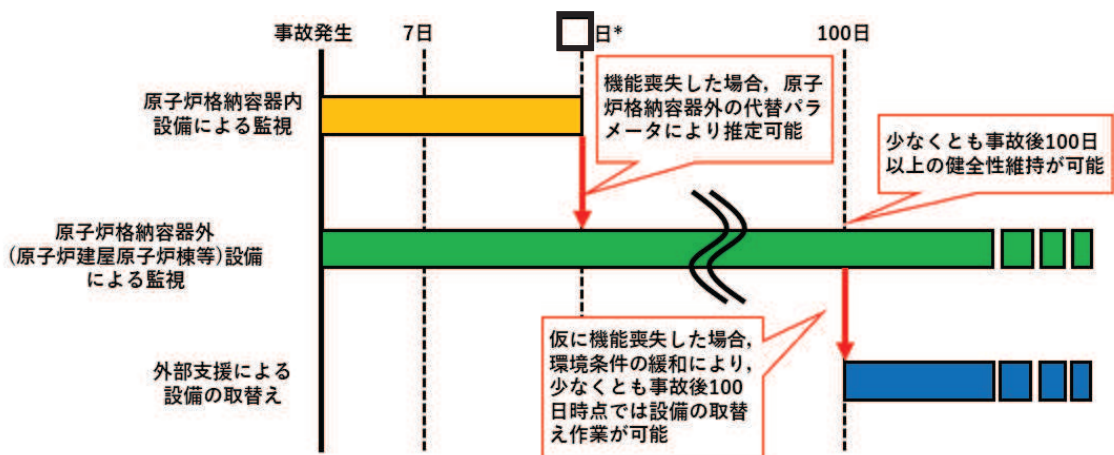 事故発生
7日
日*
100日
原子炉格納容器内
設備による監視
機能喪失した場合，原子
炉格納容器外の代替パラ
メータにより推定可能
少なくとも事故後100日
以上の健全性維持が可能
原子炉格納容器外
(原子炉建屋原子炉棟等)設備
による監視
仮に機能喪失した場合，
環境条件の緩和により，
少なくとも事故後100
日時点では設備の取替
え作業が可能
外部支援による
設備の取替え